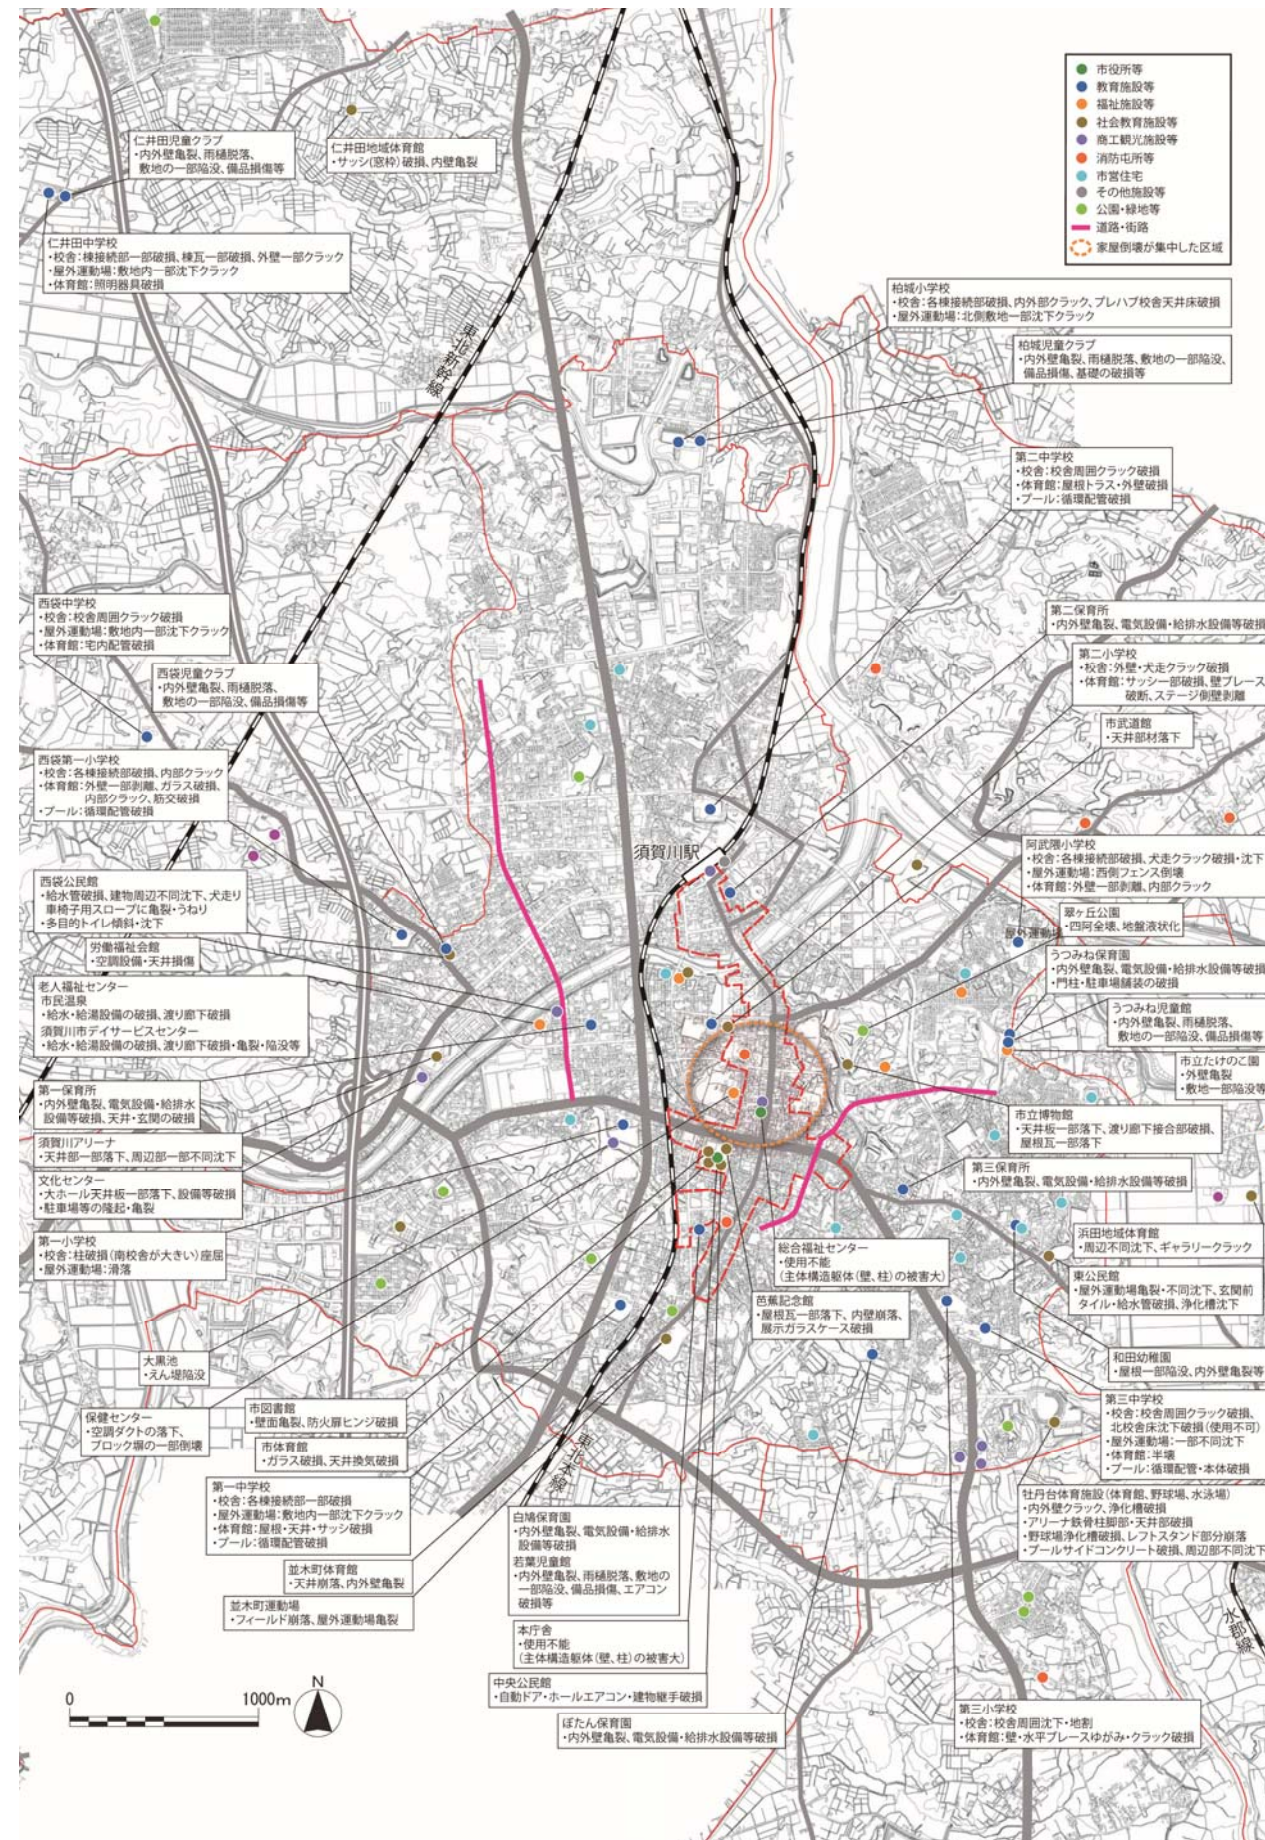 市役所等
教育施設等
福祉施設等
社会教育施設等
商工観光施設等
消防屯所等
市営住宅
その他施設等
公園・緑地等
道路・街路
家屋倒壊が集中した区域
仁井田児童クラブ
・内外壁亀裂、雨樋脱落、
敷地の一部陥没、備品損傷等
仁井田地域体育館
・サッシ(窓枠)破損、内壁亀裂
仁井田中学校
・校舎:棟接続部一部破損、棟瓦一部破損、外壁一部クラック
・屋外運動場:敷地内一部沈下クラック
・体育館:照明器具破損
東北新幹線
柏城小学校
・校舎:各棟接続部破損、内外部クラック、プレハブ校舎天井床破損
・屋外運動場:北側敷地一部沈下クラック
柏城児童クラブ
・内外壁亀裂、雨樋脱落、敷地の一部陥没、
備品損傷、基礎の破損等
第二中学校
・校舎:校舎周囲クラック破損
・体育館:屋根トラス・外壁破損
・プール:循環配管破損
西袋中学校
・校舎:校舎周囲クラック破損
・屋外運動場:敷地内一部沈下クラック
・体育館:宅内配管破損
西袋児童クラブ
・内外壁亀裂、雨樋脱落、
敷地の一部陥没、備品損傷等
第二保育所
・内外壁亀裂、電気設備・給排水設備等破損
第二小学校
・校舎:外壁・犬走クラック破損
・体育館:サッシ一部破損、壁ブレース
破断、ステージ側壁剥離
市武道館
・天井部材落下
西袋第一小学校
・校舎:各棟接続部破損、内部クラック
・体育館:外壁一部剥離、ガラス破損、
内部クラック、筋交破損
・プール:循環配管破損
須賀川駅
阿武隈小学校
・校舎:各棟接続部破損、犬走クラック破損・沈下
・屋外運動場:西側フェンス倒壊
・体育館:外壁一部剥離、内部クラック
西袋公民館
・給水管破損、建物周辺不同沈下、犬走り
車椅子用スロープに亀裂・うねり
・多目的トイレ傾斜・沈下
翠ヶ丘公園
・四阿全壊、地盤液状化
屋外運動場
労働福祉会館
・空調設備・天井損傷
うつみね保育園
・内外壁亀裂、電気設備・給排水設備等破損
・門柱・駐車場舗装の破損
老人福祉センター
市民温泉
・給水・給湯設備の破損、渡り廊下破損
須賀川市デイサービスセンター
・給水・給湯設備の破損、渡り廊下破損・亀裂・陥没等
うつみね児童館
・内外壁亀裂、雨樋脱落、
敷地の一部陥没、備品損傷等
市立たけのこ園
・外壁亀裂
・敷地一部陥没等
第一保育所
・内外壁亀裂、電気設備・給排水
設備等破損、天井・玄関の破損
市立博物館
・天井板一部落下、渡り廊下接合部破損、
屋根瓦一部落下
須賀川アリーナ
・天井部一部落下、周辺部一部不同沈下
第三保育所
・内外壁亀裂、電気設備・給排水設備等破損
文化センター
・大ホール天井板一部落下、設備等破損
・駐車場等の隆起・亀裂
浜田地域体育館
・周辺不同沈下、ギャラリークラック
第一小学校
・校舎:柱破損(南校舎が大きい)座屈
・屋外運動場:滑落
総合福祉センター
・使用不能
(主体構造躯体(壁、柱)の被害大)
東公民館
・屋外運動場亀裂・不同沈下、玄関前
タイル・給水管破損、浄化槽沈下
芭蕉記念館
・屋根瓦一部落下、内壁崩落、
展示ガラスケース破損
大黒池
・えん堤陥没
和田幼稚園
・屋根一部陥没、内外壁亀裂等
保健センター
・空調ダクトの落下、
ブロック塀の一部倒壊
市図書館
・壁面亀裂、防火扉ヒンジ破損
第三中学校
・校舎:校舎周囲クラック破損、
北校舎床沈下破損(使用不可)
・屋外運動場:一部不同沈下
・体育館:半壊
・プール:循環配管・本体破損
市体育館
・ガラス破損、天井換気破損
東北本線
第一中学校
・校舎:各棟接続部一部破損
・屋外運動場:敷地内一部沈下クラック
・体育館:屋根・天井・サッシ破損
・プール:循環配管破損
牡丹台体育施設(体育館、野球場、水泳場)
・内外壁クラック、浄化槽破損
・アリーナ鉄骨柱脚部・天井部破損
・野球場浄化槽破損、レフトスタンド部分崩落
・プールサイドコンクリート破損、周辺部不同沈下
白鳩保育園
・内外壁亀裂、電気設備・給排水
設備等破損
若葉児童館
・内外壁亀裂、雨樋脱落、敷地の
一部陥没、備品損傷、エアコン
破損等
並木町体育館
・天井崩落、内外壁亀裂
並木町運動場
・フィールド崩落、屋外運動場亀裂
本庁舎
・使用不能
(主体構造躯体(壁、柱)の被害大)
水郡線
中央公民館
・自動ドア・ホールエアコン・建物継手破損
ぼたん保育園
・内外壁亀裂、電気設備・給排水設備等破損
第三小学校
・校舎:校舎周囲沈下・地割
・体育館:壁・水平ブレースゆがみ・クラック破損
0 1000m
N